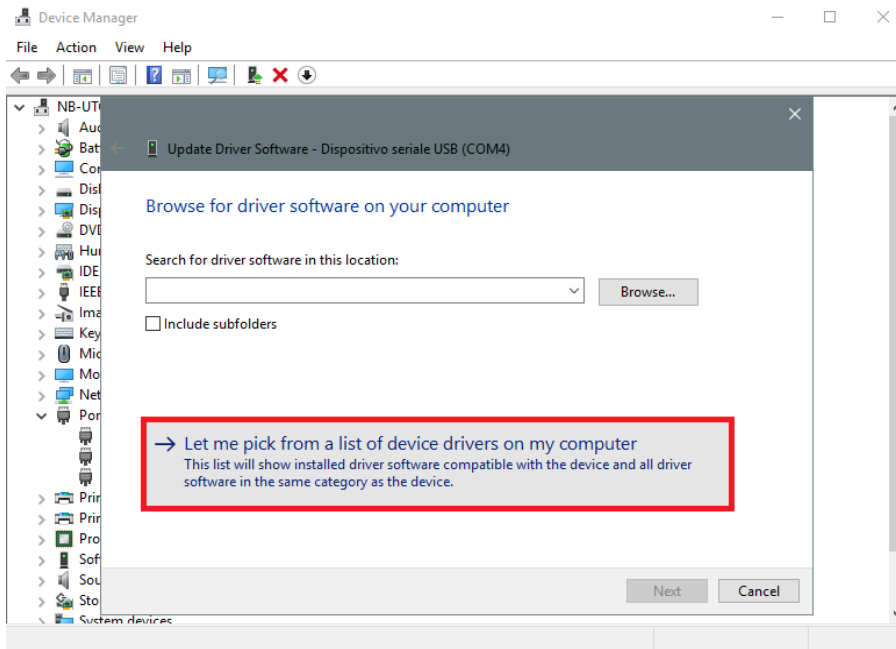 Device Manager
File Action View Help
NB-UT
Update Driver Software - Dispositivo seriale USB (COM4)
Browse for driver software on your computer
Search for driver software in this location:
Browse...
Include subfolders
Let me pick from a list of device drivers on my computer
This list will show installed driver software compatible with the device and all driver
software in the same category as the device.
Next Cancel
Aud
Bat
Cor
Disk
Disp
DVD
Hu
IDE
IEEE
Ima
Key
Mic
Mo
Net
Por
Prin
Prin
Pro
Sof
Sou
Sto
System devices